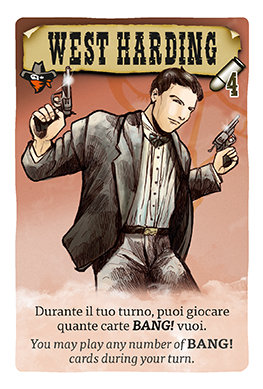 WEST HARDING
4
Durante il tuo turno, puoi giocare
quante carte BANG! vuoi.
You may play any number of BANG!
cards during your turn.